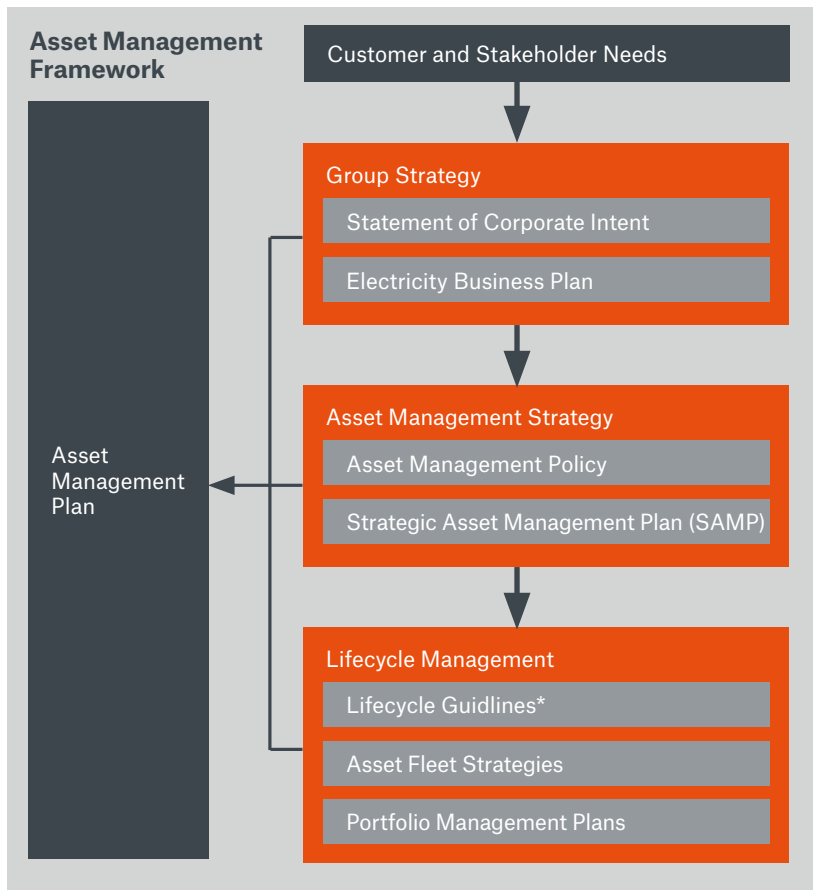 Asset Management
Framework
Customer and Stakeholder Needs
Group Strategy
Statement of Corporate Intent
Electricity Business Plan
Asset Management Strategy
Asset Management Policy
Strategic Asset Management Plan (SAMP)
Asset
Management
Plan
Lifecycle Management
Lifecycle Guidlines*
Asset Fleet Strategies
Portfolio Management Plans